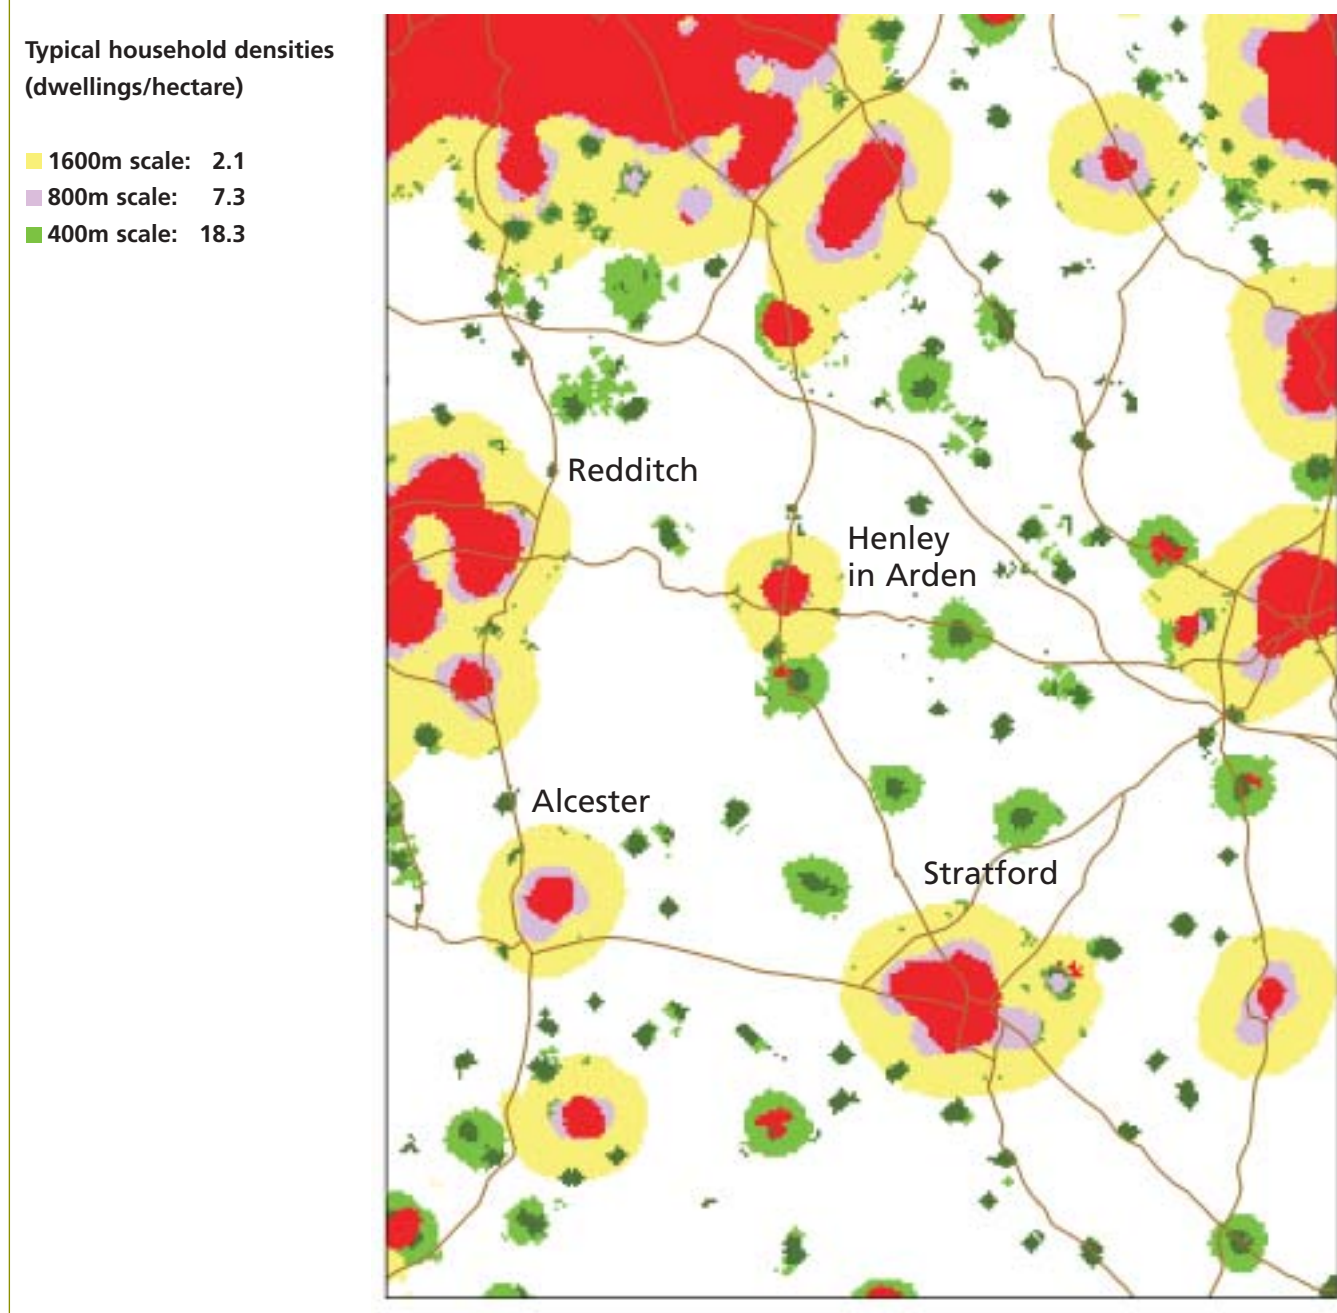 Typical household densities
(dwellings/hectare)
1600m scale: 2.1
800m scale: 7.3
400m scale: 18.3
Redditch
Henley
in Arden
Alcester
Stratford